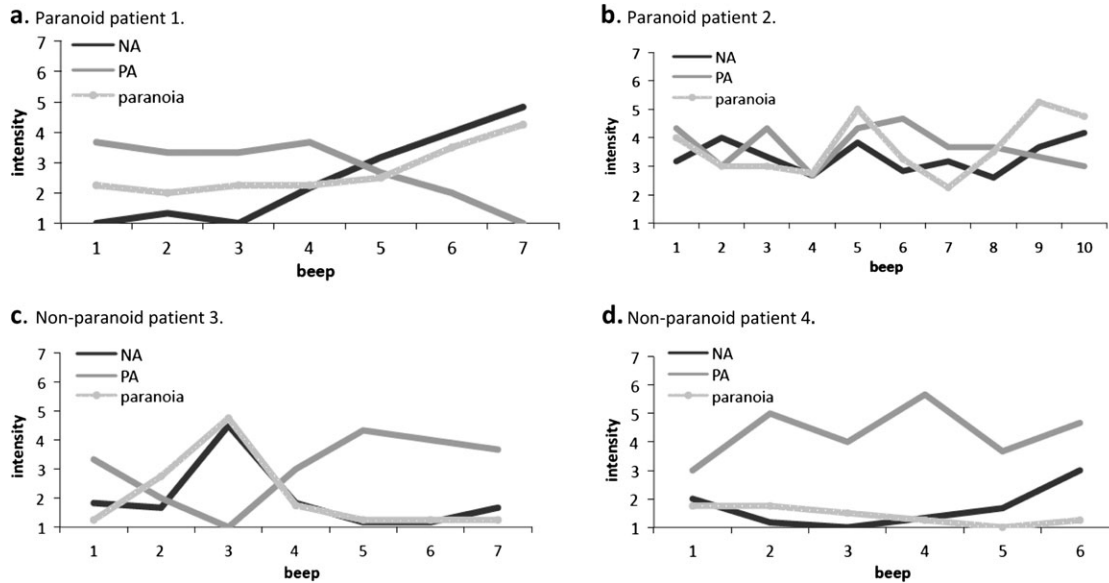 a. Paranoid patient 1.
7
6
5
4
3
2
1
intensity
NA
PA
paranoia
1 2 3 4 5 6 7
beep
b. Paranoid patient 2.
7
6
5
4
3
2
1
intensity
NA
PA
paranoia
1 2 3 4 5 6 7 8 9 10
beep
c. Non-paranoid patient 3.
7
6
5
4
3
2
1
intensity
NA
PA
paranoia
1 2 3 4 5 6 7
beep
d. Non-paranoid patient 4.
7
6
5
4
3
2
1
intensity
NA
PA
paranoia
1 2 3 4 5 6
beep